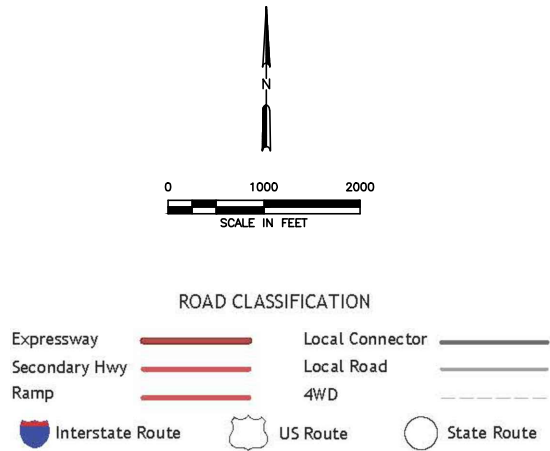 N
0 1000 2000
SCALE IN FEET
ROAD CLASSIFICATION
Expressway Local Connector
Secondary Hwy Local Road
Ramp 4WD
Interstate Route US Route State Route